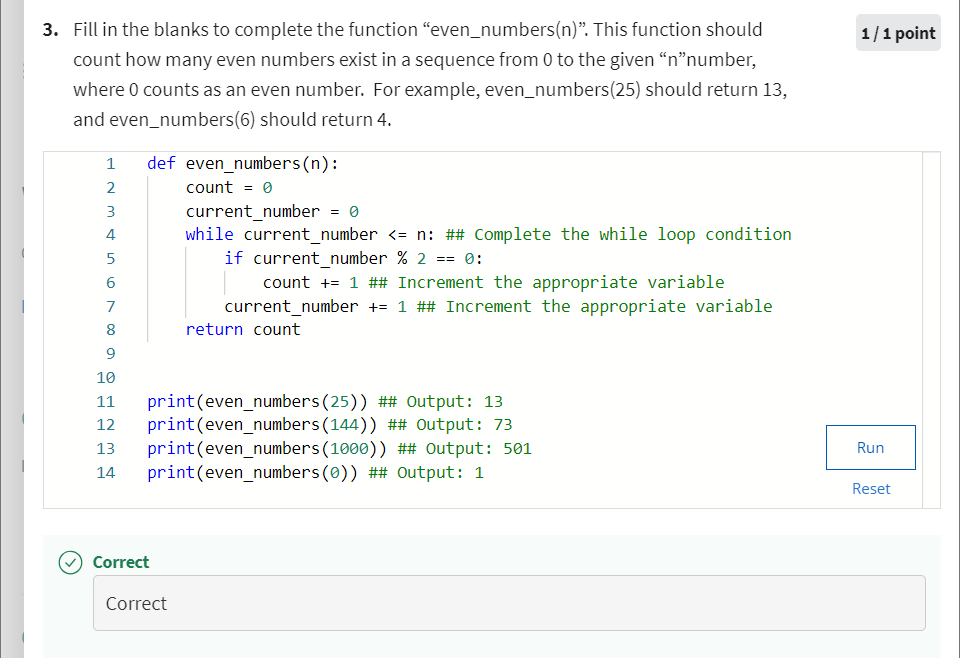 3. Fill in the blanks to complete the function “even_numbers(n)”. This function should
1 / 1 point
count how many even numbers exist in a sequence from 0 to the given “n”number,
where 0 counts as an even number. For example, even_numbers(25) should return 13,
and even_numbers(6) should return 4.
1 def even_numbers(n):
2     count = 0
3     current_number = 0
4     while current_number <= n: ## Complete the while loop condition
5         if current_number % 2 == 0:
6             count += 1 ## Increment the appropriate variable
7         current_number += 1 ## Increment the appropriate variable
8     return count
9
10
11 print(even_numbers(25)) ## Output: 13
12 print(even_numbers(144)) ## Output: 73
13 print(even_numbers(1000)) ## Output: 501
14 print(even_numbers(0)) ## Output: 1
Run
Reset
Correct
Correct